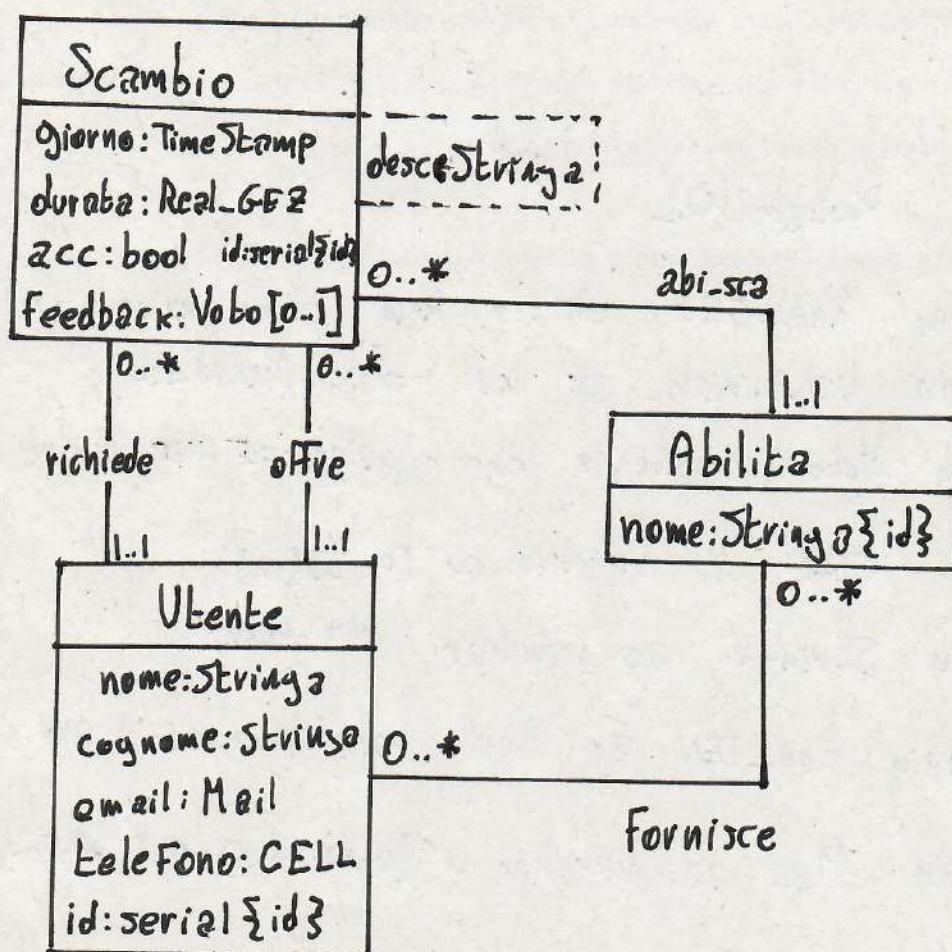 Scambio
giorno: TimeStamp
durata: Real_GEZ
acc: bool id:serial{id}
feedback: Voto [0..1]
desc:Stringa
0..*
abi_sca
1..1
0..*
0..*
richiede
offre
1..1
1..1
Abilita
nome:Stringa{id}
0..*
Utente
nome:Stringa
cognome:Stringa
email: Mail
telefono: CELL
id:serial {id}
0..*
Fornisce